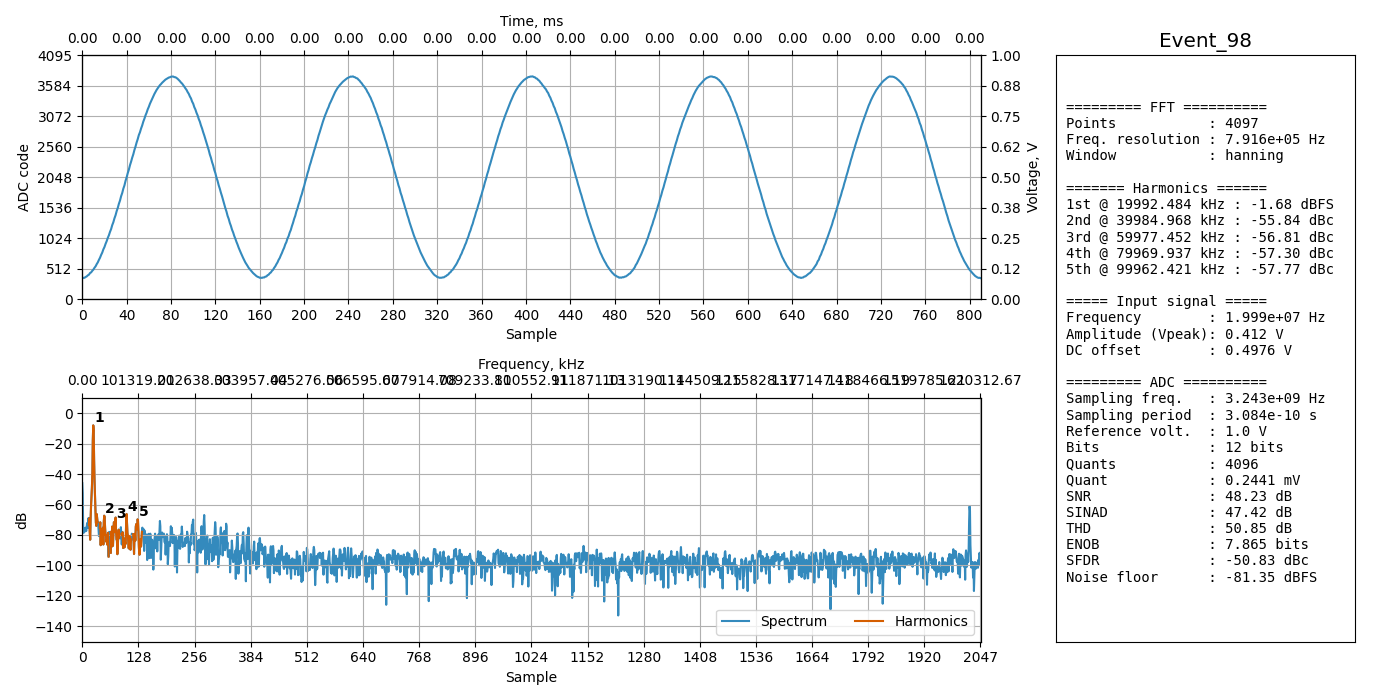 Time, ms
0.00 0.00 0.00 0.00 0.00 0.00 0.00 0.00 0.00 0.00 0.00 0.00 0.00 0.00 0.00 0.00 0.00 0.00 0.00 0.00 0.00
4095
3584
3072
2560
2048
1536
1024
512
0
ADC code
1.00
0.88
0.75
0.62
0.50
0.38
0.25
0.12
0.00
Voltage, V
0 40 80 120 160 200 240 280 320 360 400 440 480 520 560 600 640 680 720 760 800
Sample
Frequency, kHz
0.00
0
−20
−40
−60
−80
−100
−120
−140
dB
1
2
3
4
5
Spectrum
Harmonics
0 128 256 384 512 640 768 896 1024 1152 1280 1408 1536 1664 1792 1920 2047
Sample
Event_98
========= FFT ==========
Points : 4097
Freq. resolution : 7.916e+05 Hz
Window : hanning
======= Harmonics ======
1st @ 19992.484 kHz : -1.68 dBFS
2nd @ 39984.968 kHz : -55.84 dBc
3rd @ 59977.452 kHz : -56.81 dBc
4th @ 79969.937 kHz : -57.30 dBc
5th @ 99962.421 kHz : -57.77 dBc
===== Input signal =====
Frequency : 1.999e+07 Hz
Amplitude (Vpeak): 0.412 V
DC offset : 0.4976 V
========= ADC ==========
Sampling freq. : 3.243e+09 Hz
Sampling period : 3.084e-10 s
Reference volt. : 1.0 V
Bits : 12 bits
Quants : 4096
Quant : 0.2441 mV
SNR : 48.23 dB
SINAD : 47.42 dB
THD : 50.85 dB
ENOB : 7.865 bits
SFDR : -50.83 dBc
Noise floor : -81.35 dBFS